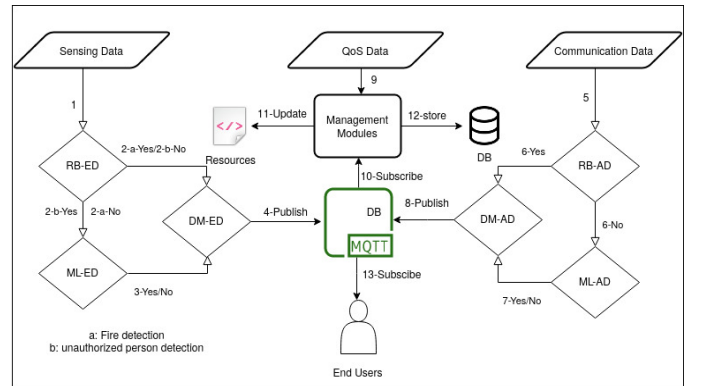 Sensing Data
QoS Data
Communication Data
1
9
5
11-Update
Management
Modules
12-store
</>
Resources
DB
2-a-Yes/2-b-No
RB-ED
6-Yes
RB-AD
10-Subscribe
2-b-Yes
2-a-No
DM-ED
4-Publish
DB
MQTT
8-Publish
DM-AD
6-No
ML-ED
3-Yes/No
13-Subscibe
ML-AD
7-Yes/No
a: Fire detection
b: unauthorized person detection
End Users